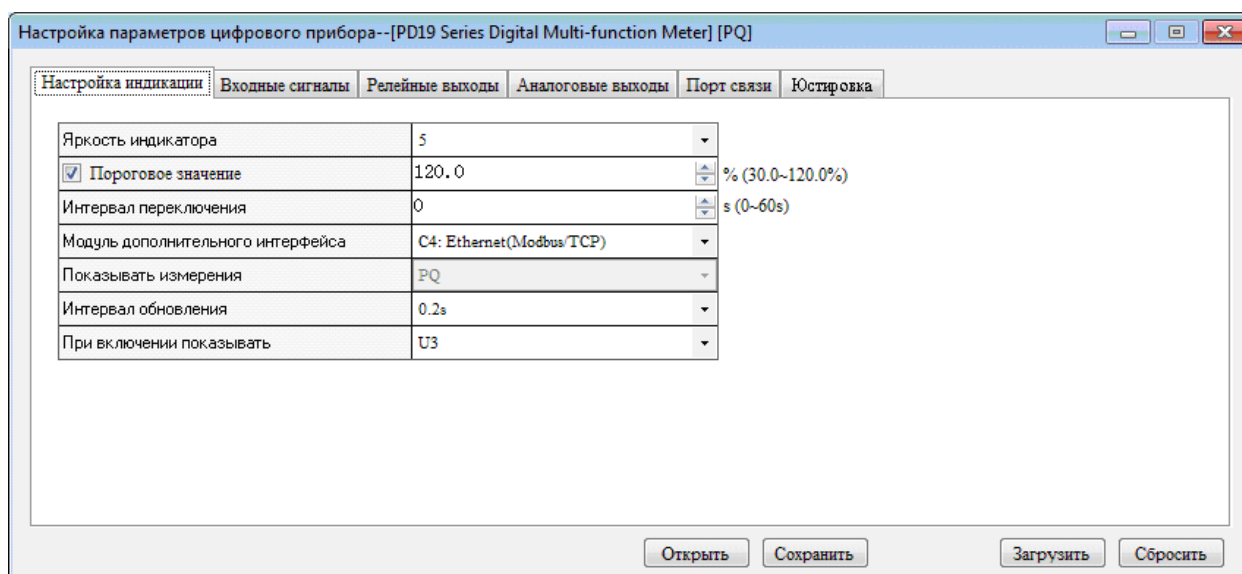 Настройка параметров цифрового прибора--[PD19 Series Digital Multi-function Meter] [PQ]
Настройка индикации Входные сигналы Релейные выходы Аналоговые выходы Порт связи Юстировка
Яркость индикатора 5
Пороговое значение 120.0 % (30.0~120.0%)
Интервал переключения 0 s (0~60s)
Модуль дополнительного интерфейса C4: Ethernet(Modbus/TCP)
Показывать измерения PQ
Интервал обновления 0.2s
При включении показывать U3
Открыть Сохранить Загрузить Сбросить